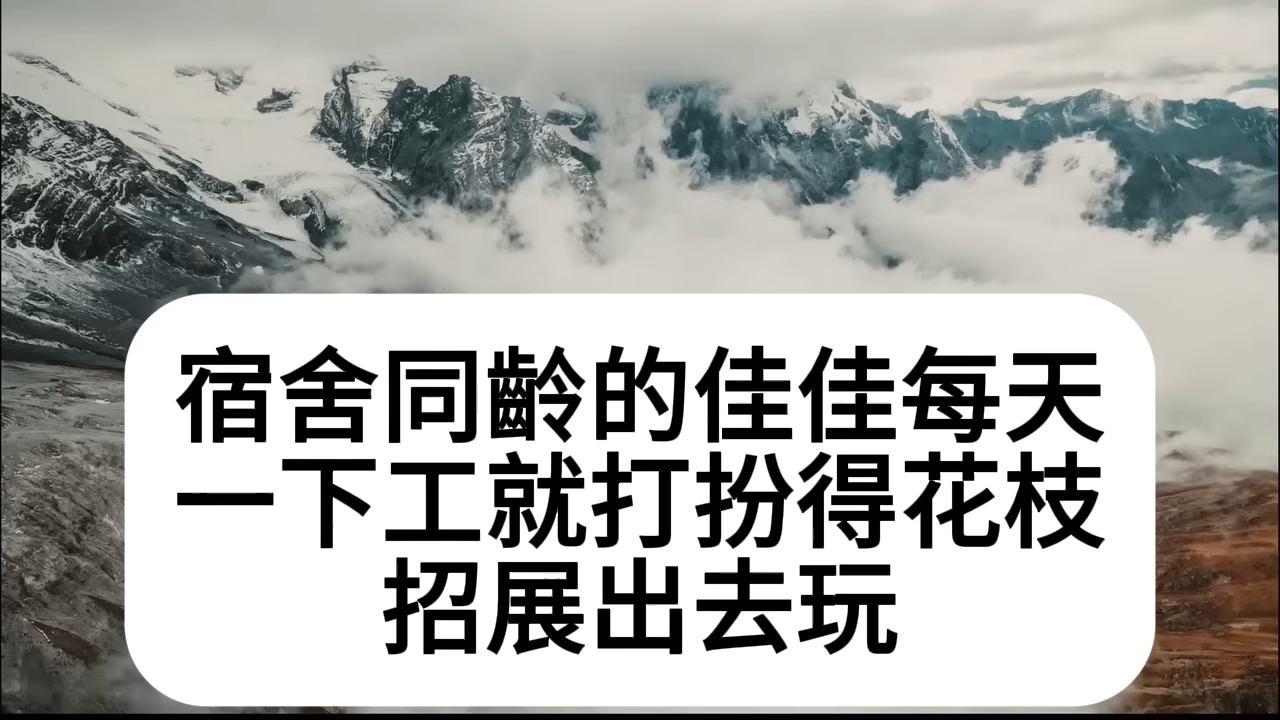 宿舍同齡的佳佳每天
一下工就打扮得花枝
招展出去玩